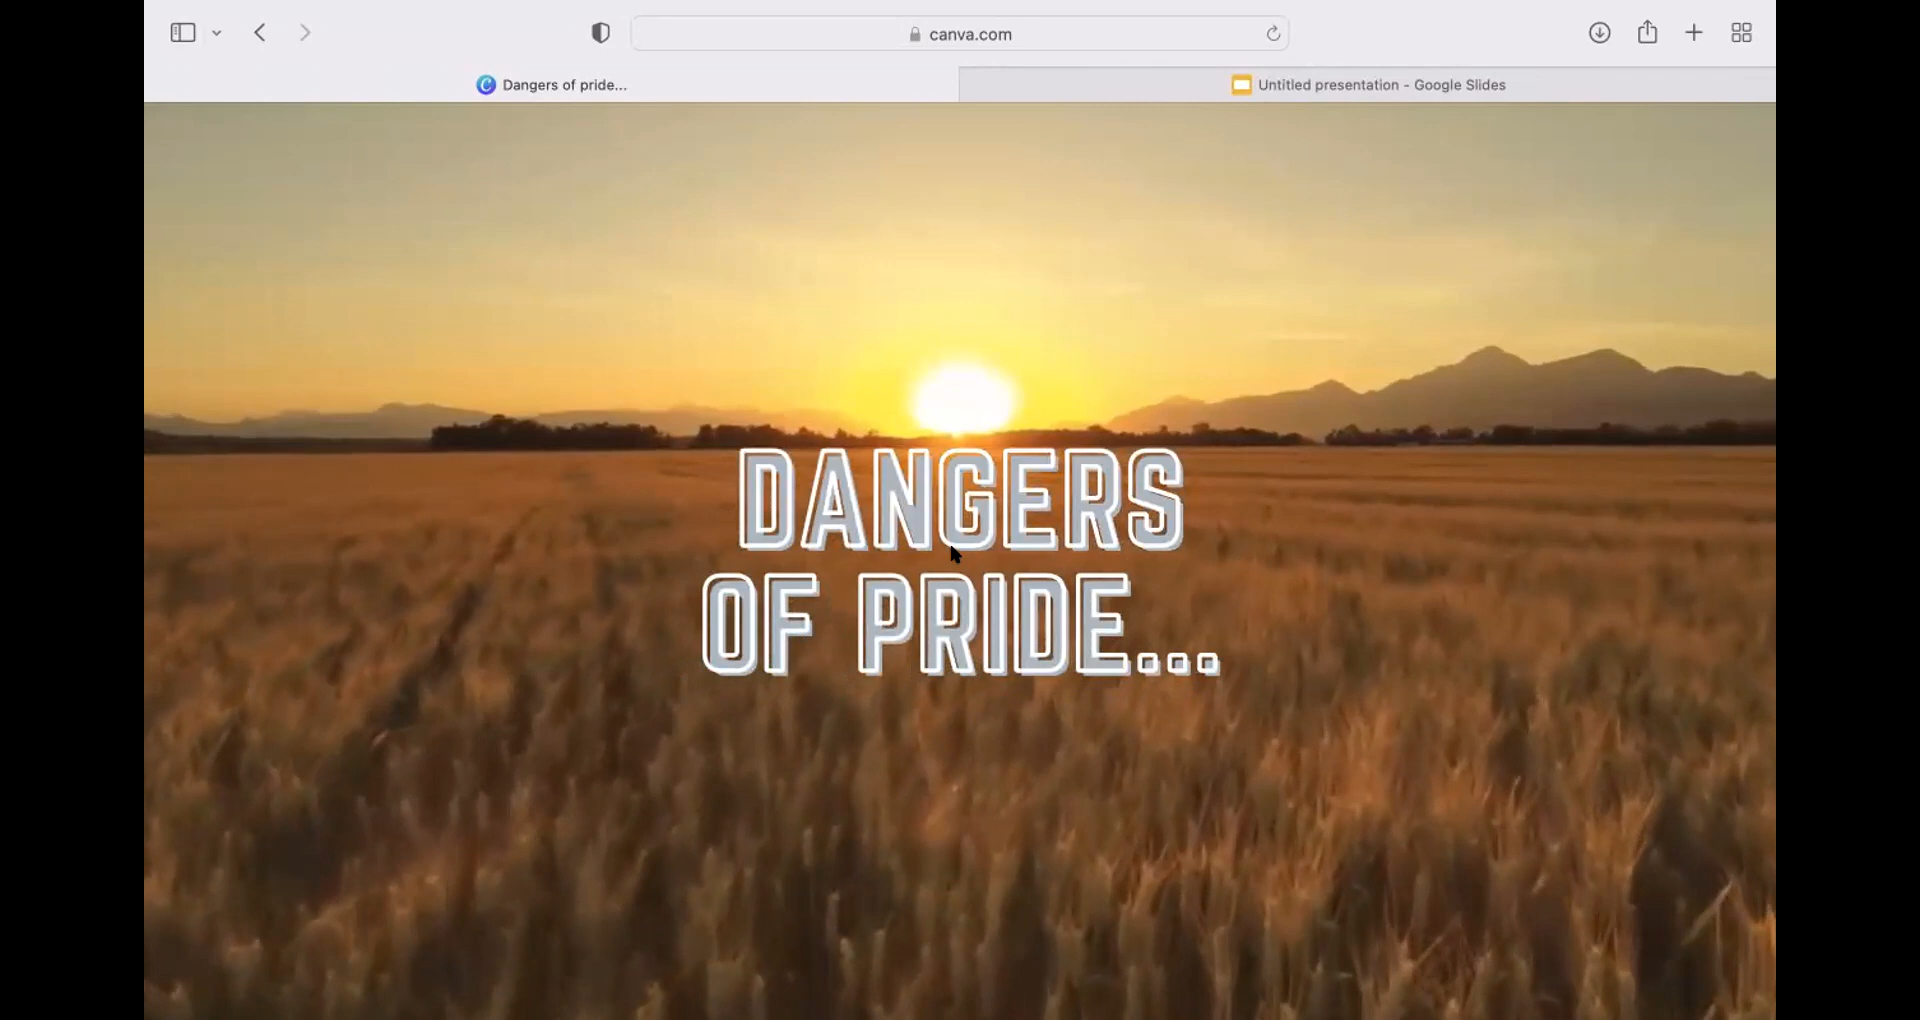 canva.com
Dangers of pride...
Untitled presentation - Google Slides
DANGERS
OF PRIDE...